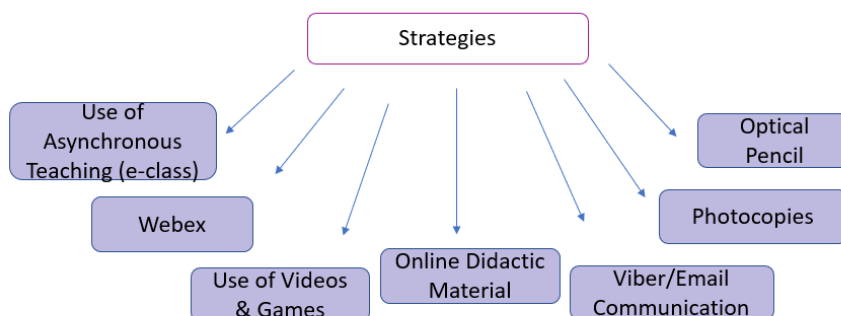 Strategies
Use of
Asynchronous
Teaching (e-class)
Webex
Use of Videos
& Games
Online Didactic
Material
Viber/Email
Communication
Photocopies
Optical
Pencil